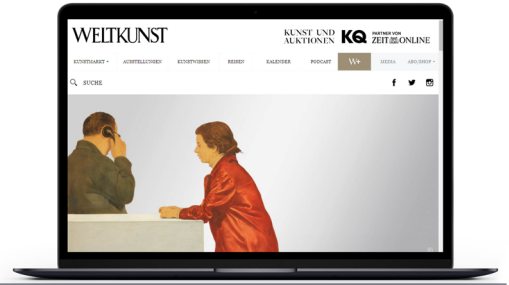 WELTKUNST
KUNST UND
AUKTIONEN
KQ
PARTNER VON
ZEIT ONLINE
KUNSTMARKT
AUSSTELLUNGEN
KUNSTWISSEN
REISEN
KALENDER
PODCAST
W+
MEDIA
ABO/SHOP
SUCHE